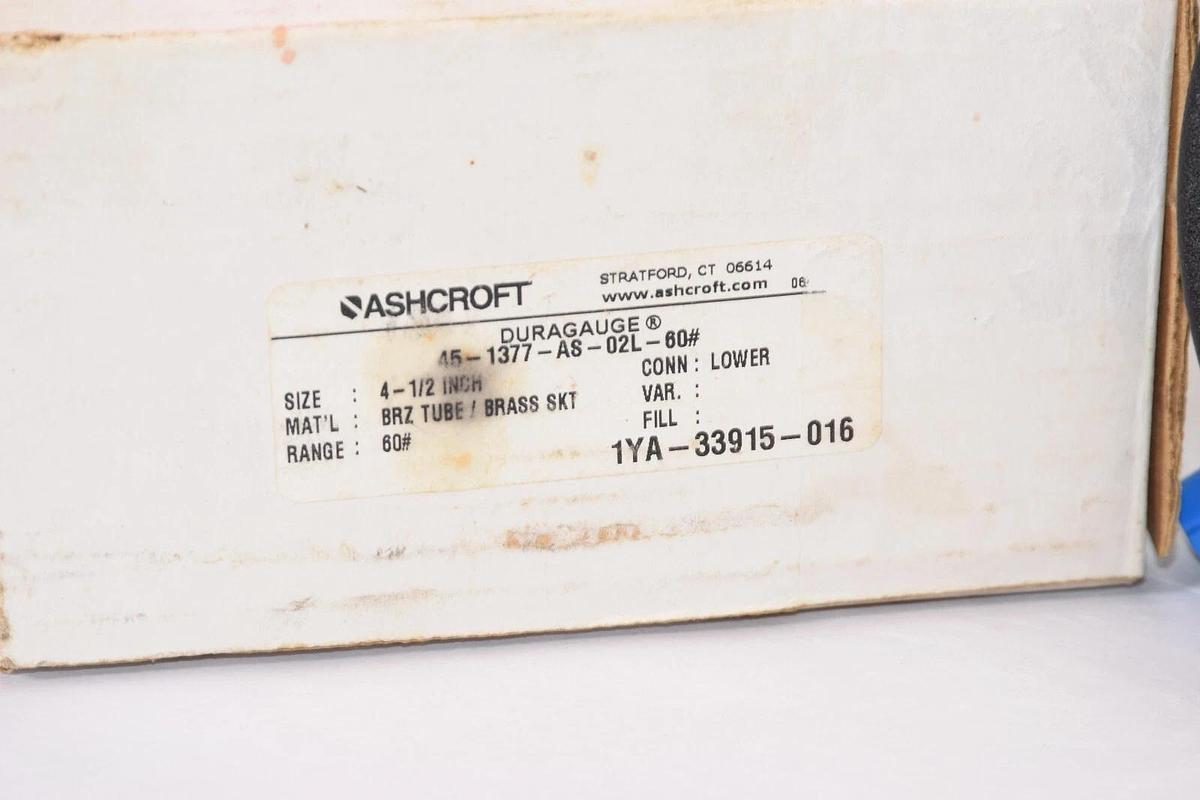 ASHCROFT
STRATFORD, CT 06614
www.ashcroft.com 06
DURAGAUGE®
45-1377-AS-02L-60#
SIZE : 4-1/2 INCH
MAT'L : BRZ TUBE / BRASS SKT
RANGE : 60#
CONN : LOWER
VAR. :
FILL :
1YA-33915-016